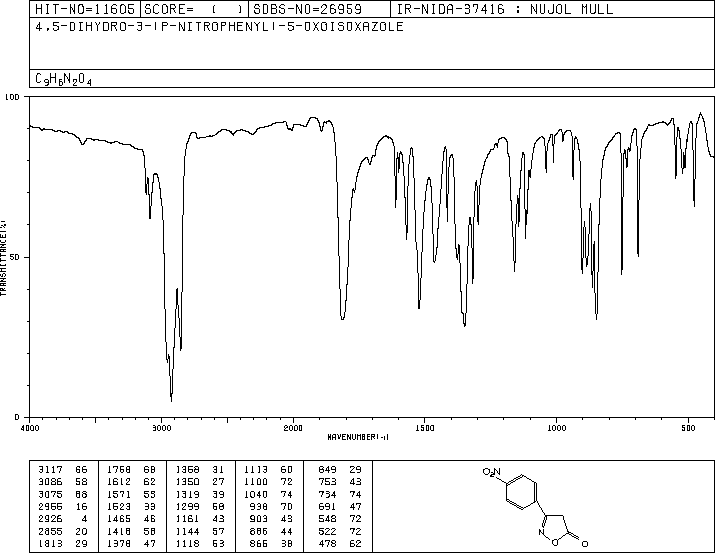 HIT-NO=11605 SCORE= ( ) SDBS-NO=26959 IR-NIDA-37416 : NUJOL MULL
4,5-DIHYDRO-3-(P-NITROPHENYL)-5-OXOISOXAZOLE
C9H6N2O4
100
50
0
TRANSMITTANCE(%)
4000 3000 2000 1500 1000 500
WAVENUMBER(-1)
3117 66 1768 68 1368 31 1113 60 849 29
3086 58 1612 62 1350 27 1100 72 753 43
3075 68 1571 55 1319 39 1040 74 734 74
2955 16 1523 33 1299 60 938 70 691 47
2926 4 1465 46 1161 43 903 43 548 72
2855 20 1418 58 1144 57 886 44 522 72
1813 29 1378 47 1118 53 866 38 478 62
O2N
N
O
O